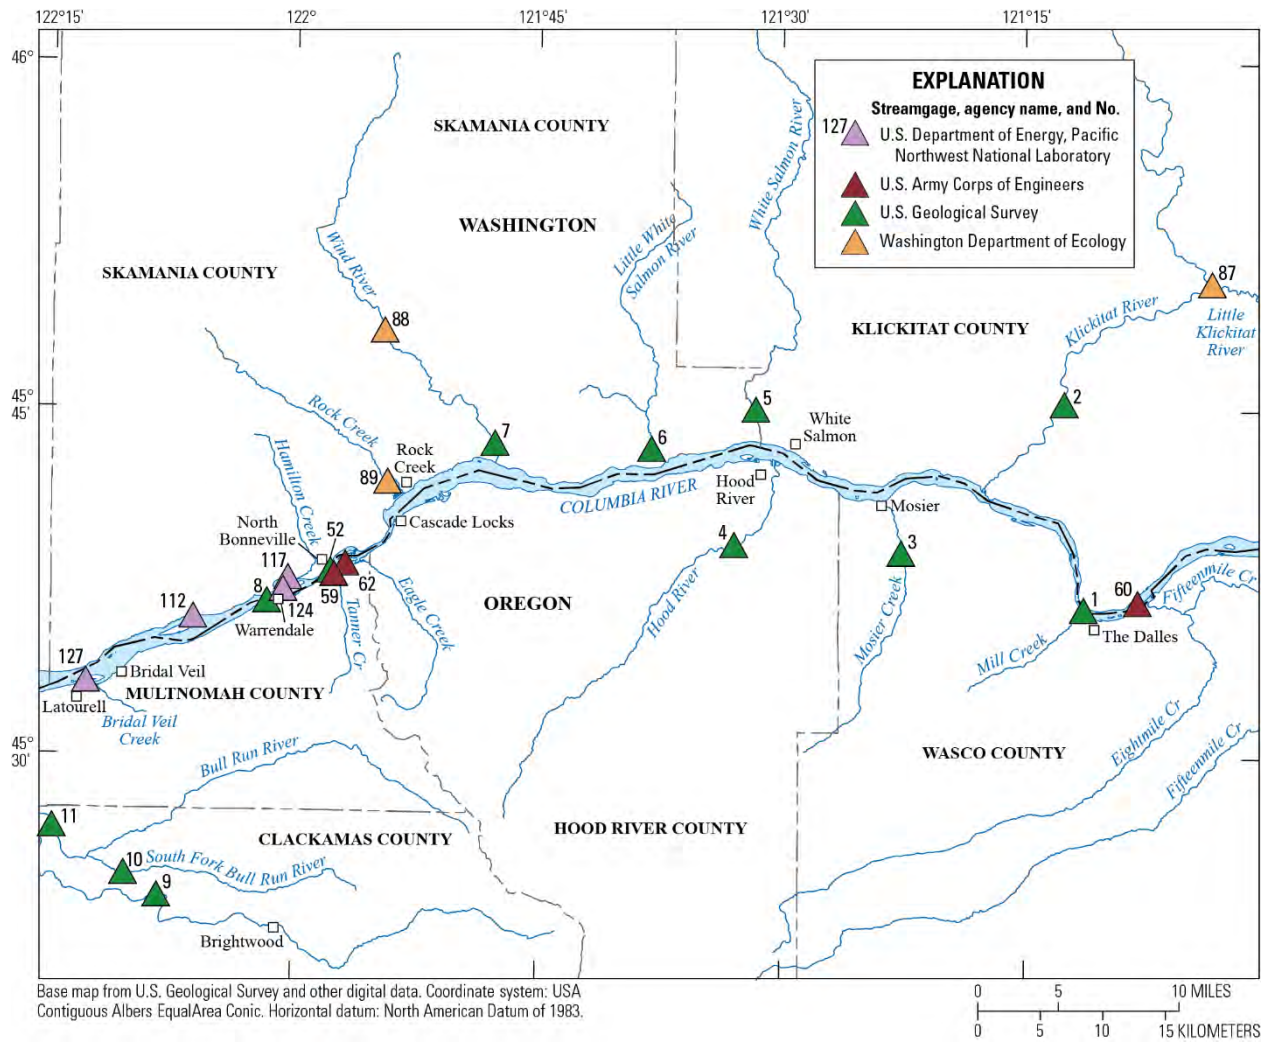 122°15'
122°
121°45'
121°30'
121°15'
46°
EXPLANATION
Streamgage, agency name, and No.
127
U.S. Department of Energy, Pacific
Northwest National Laboratory
U.S. Army Corps of Engineers
U.S. Geological Survey
Washington Department of Ecology
SKAMANIA COUNTY
WASHINGTON
SKAMANIA COUNTY
Wind River
Little White
Salmon River
White Salmon River
KLICKITAT COUNTY
Klickitat River
87
Little
Klickitat
River
88
45°
45'
Rock Creek
Hamilton Creek
Rock
Creek
89
7
6
5
White
Salmon
2
COLUMBIA RIVER
Hood
River
Mosier
Cascade Locks
North
Bonneville
52
117
8
112
124
59
62
Warrendale
Tanner Cr
Eagle Creek
OREGON
4
Hood River
3
Mosier Creek
1
60
Fifteenmile Cr
The Dalles
Mill Creek
127
Bridal Veil
MULTNOMAH COUNTY
Latourell
Bridal Veil
Creek
45°
30'
Bull Run River
WASCO COUNTY
Eightmile Cr
Fifteenmile Cr
11
CLACKAMAS COUNTY
HOOD RIVER COUNTY
10
South Fork Bull Run River
9
Brightwood
Base map from U.S. Geological Survey and other digital data. Coordinate system: USA
Contiguous Albers EqualArea Conic. Horizontal datum: North American Datum of 1983.
0 5 10 MILES
0 5 10 15 KILOMETERS